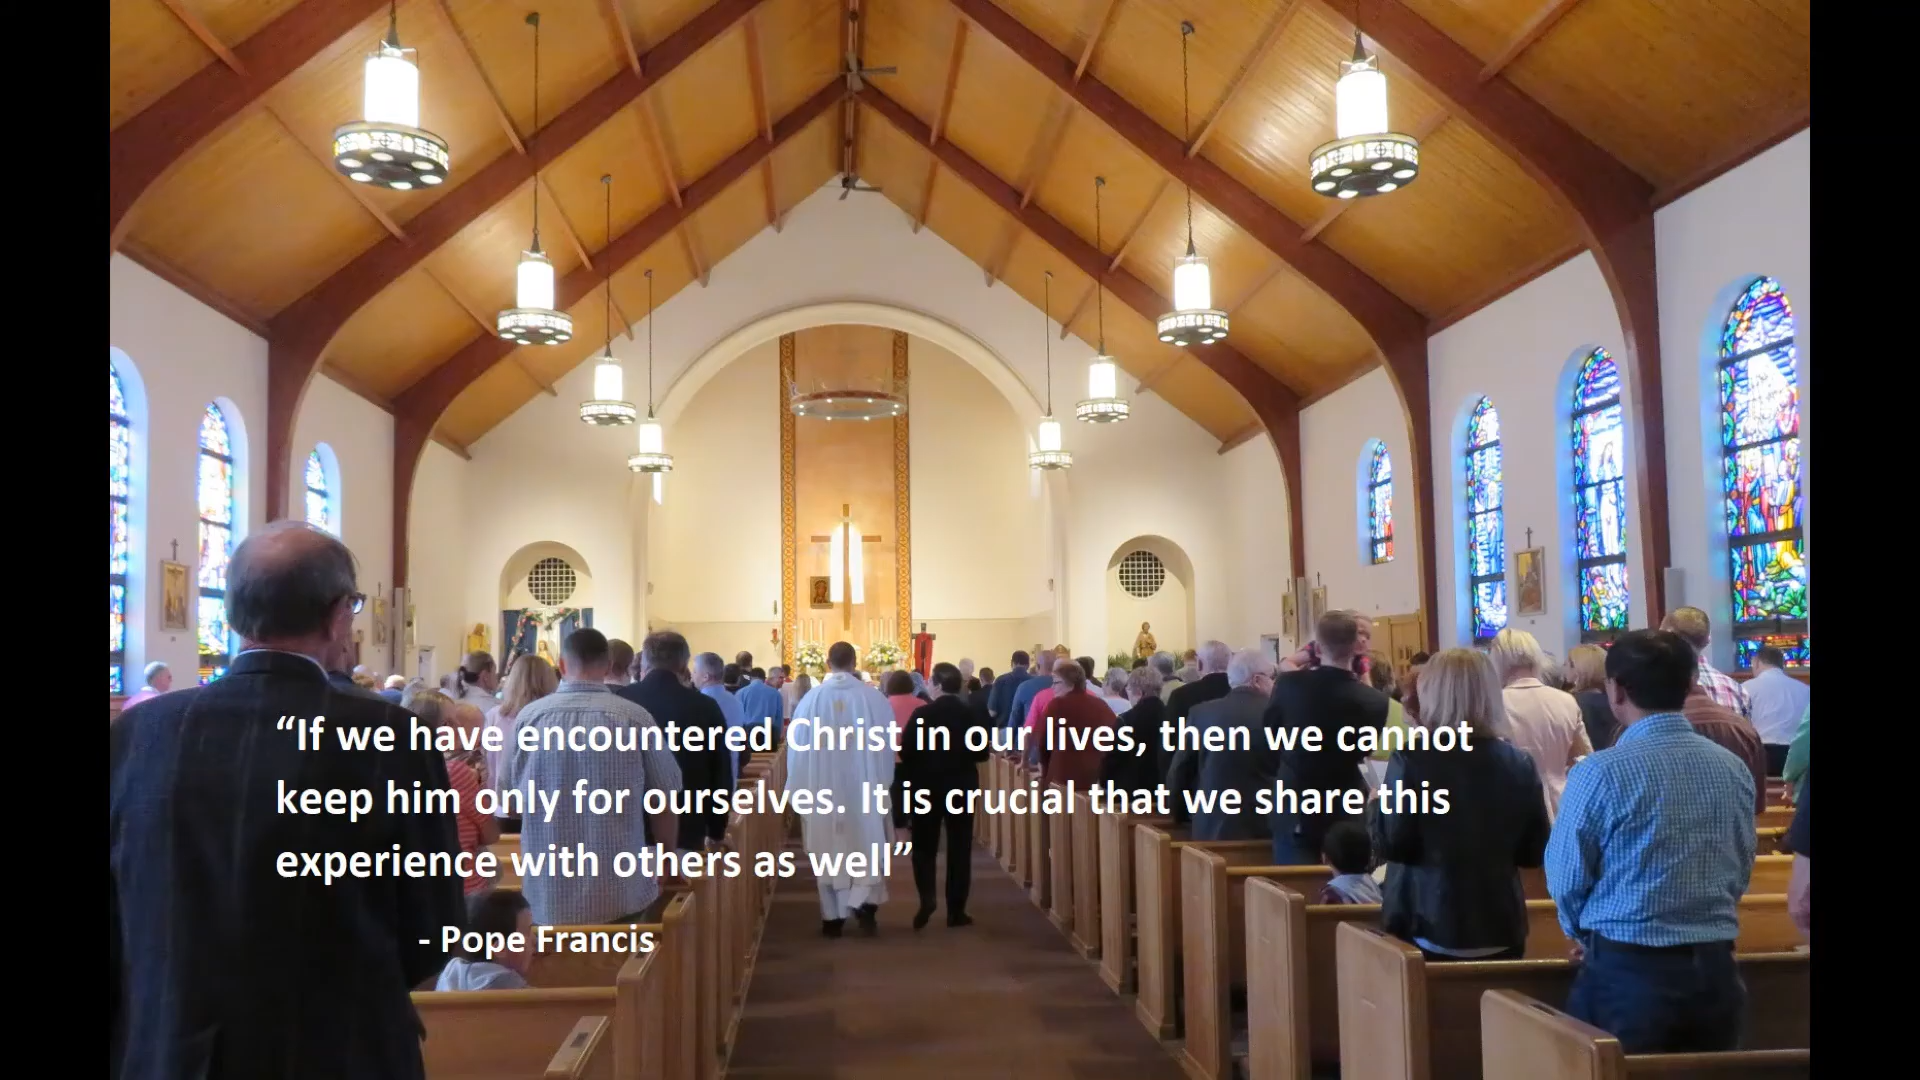 “If we have encountered Christ in our lives, then we cannot
keep him only for ourselves. It is crucial that we share this
experience with others as well”
- Pope Francis